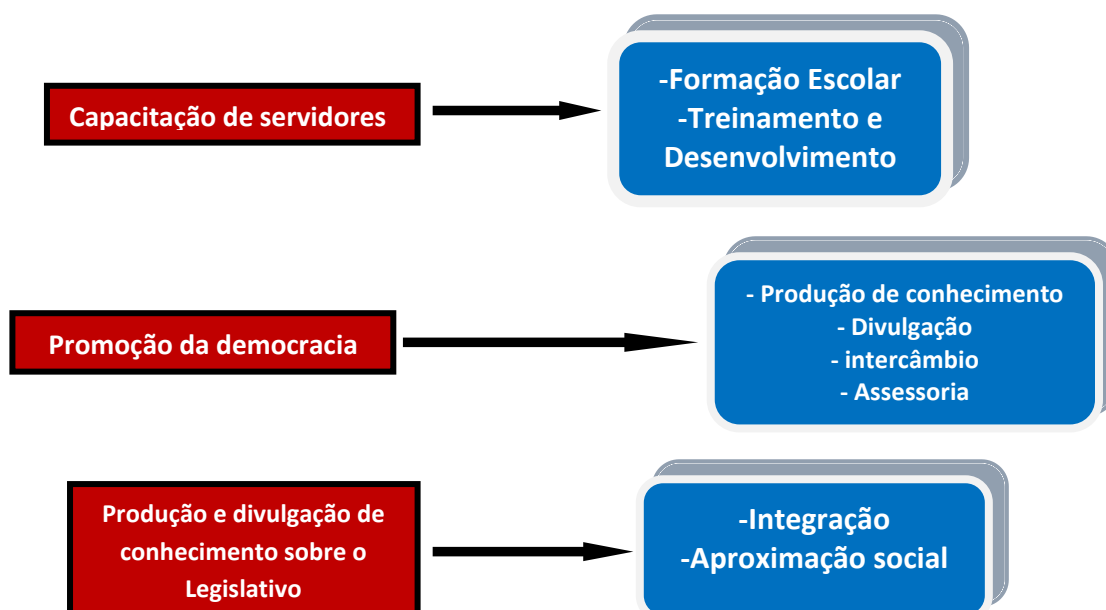 Capacitação de servidores
-Formação Escolar
-Treinamento e
Desenvolvimento
Promoção da democracia
- Produção de conhecimento
- Divulgação
- intercâmbio
- Assessoria
Produção e divulgação de
conhecimento sobre o
Legislativo
-Integração
-Aproximação social